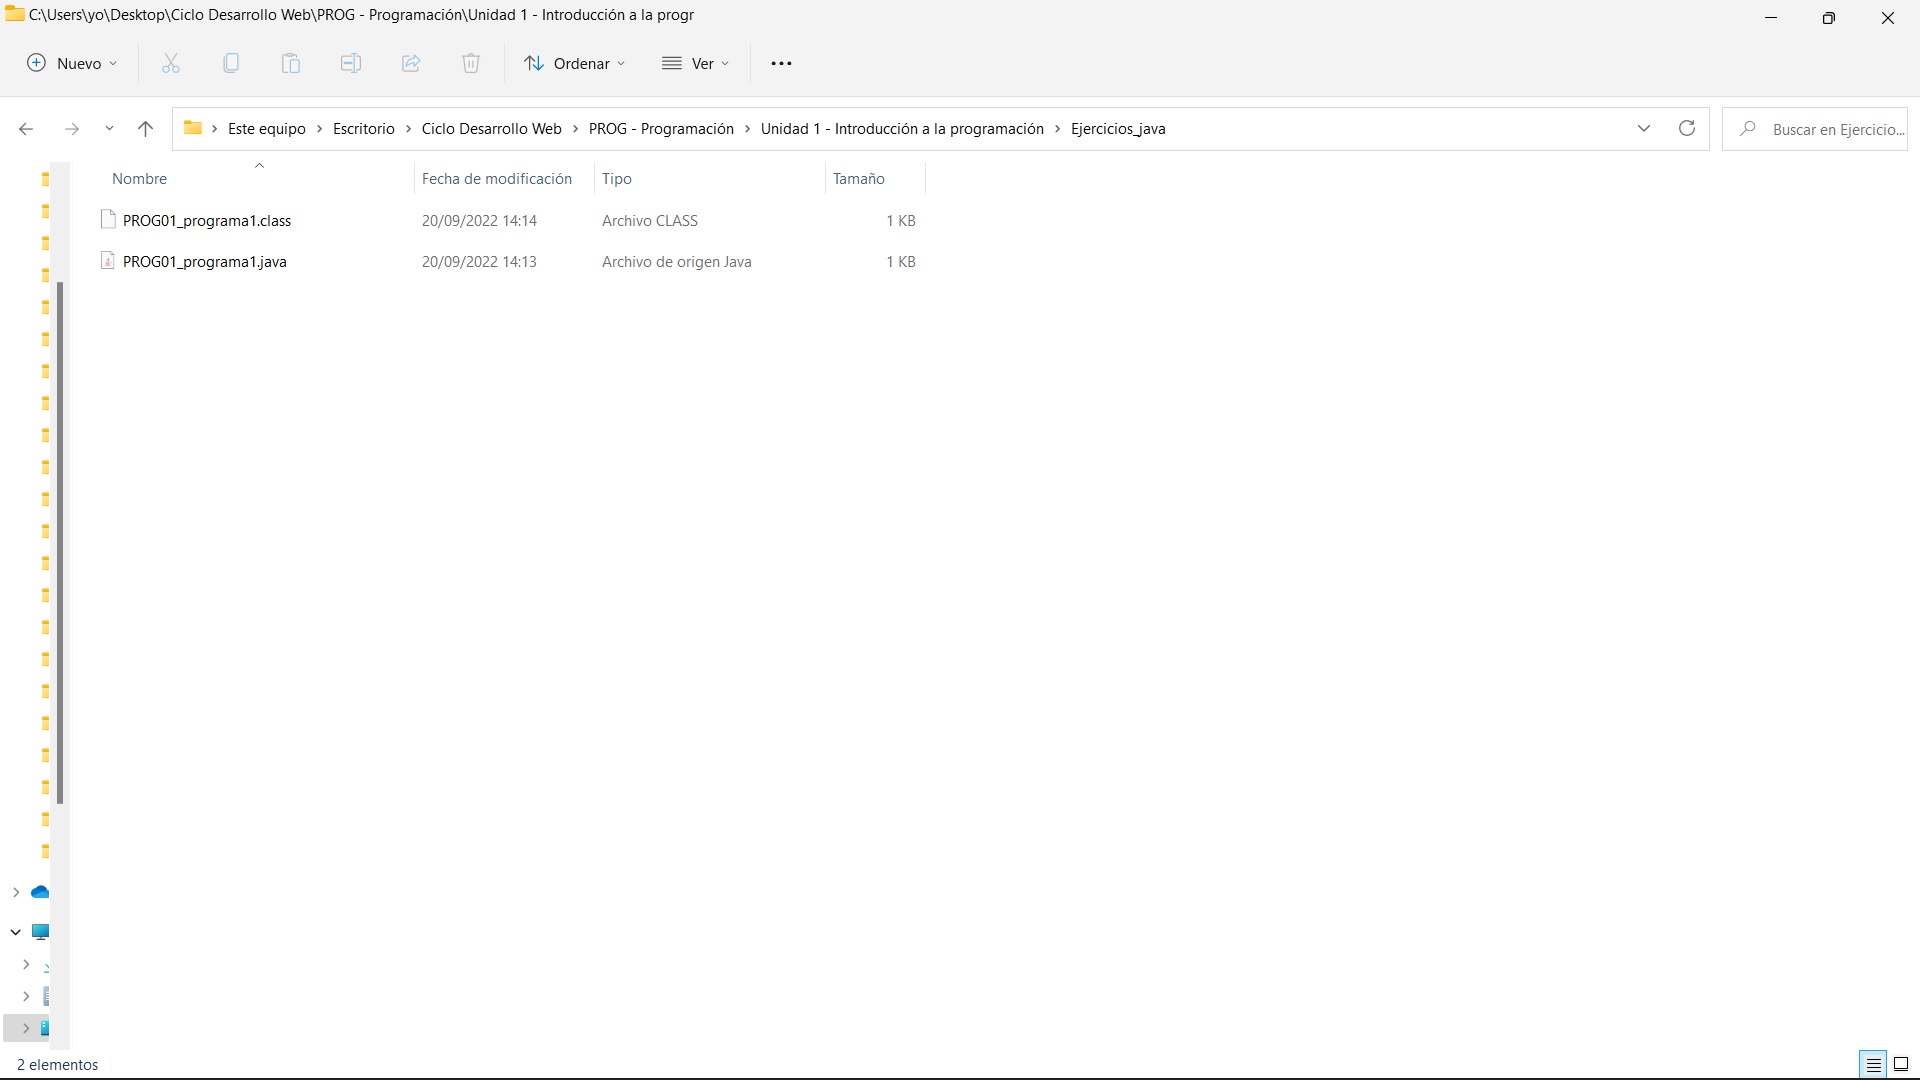 C:\Users\yo\Desktop\Ciclo Desarrollo Web\PROG - Programación\Unidad 1 - Introducción a la progr
Nuevo Ordenar Ver
Este equipo Escritorio Ciclo Desarrollo Web PROG - Programación Unidad 1 - Introducción a la programación Ejercicios_java Buscar en Ejercicio...
Nombre Fecha de modificación Tipo Tamaño
PROG01_programa1.class 20/09/2022 14:14 Archivo CLASS 1 KB
PROG01_programa1.java 20/09/2022 14:13 Archivo de origen Java 1 KB
2 elementos